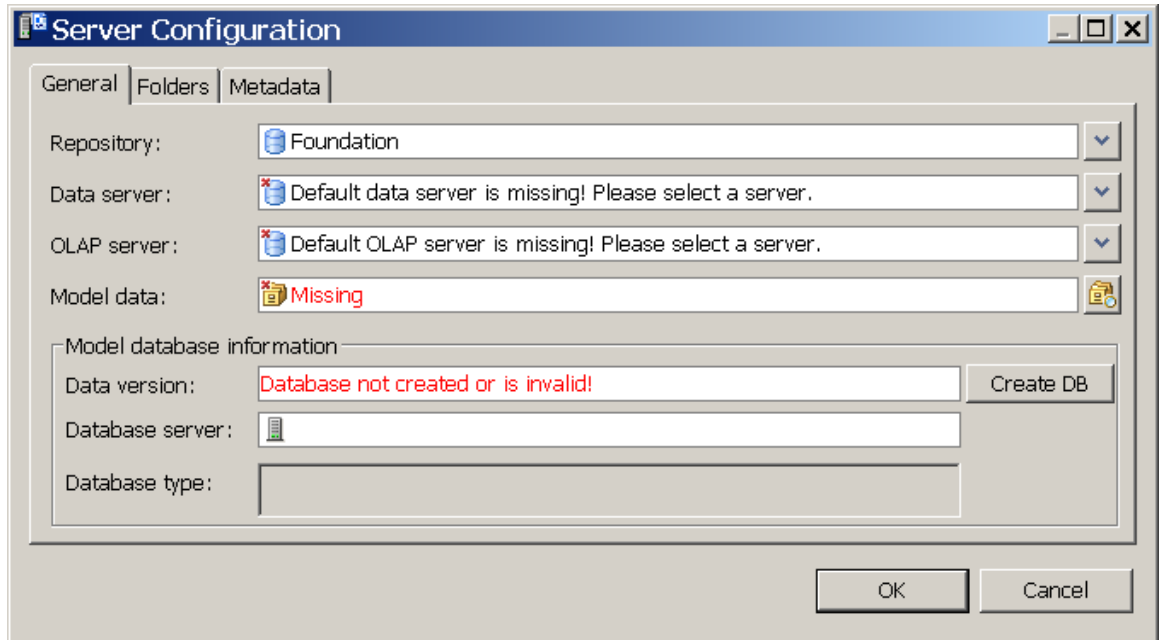 Server Configuration
General Folders Metadata
Repository: Foundation
Data server: Default data server is missing! Please select a server.
OLAP server: Default OLAP server is missing! Please select a server.
Model data: Missing
Model database information
Data version: Database not created or is invalid! Create DB
Database server:
Database type:
OK Cancel